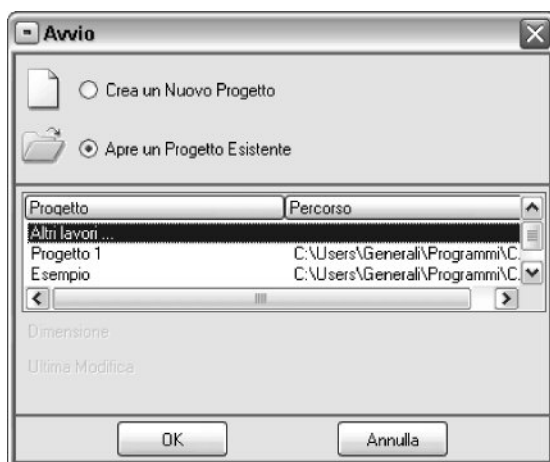 Avvio
Crea un Nuovo Progetto
Apre un Progetto Esistente
Progetto Percorso
Altri lavori ...
Progetto 1 C:\Users\Generali\Programmi\C.
Esempio C:\Users\Generali\Programmi\C.
Dimensione
Ultima Modifica
OK Annulla